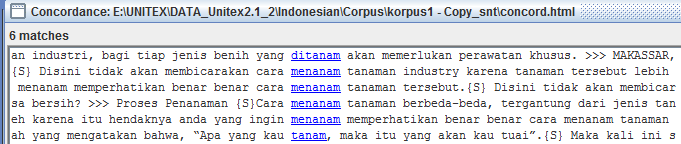 Concordance: E:\UNITEX\DATA_Unitex2.1_2\Indonesian\Corpus\korpus1 - Copy_snt\concord.html
6 matches
an industri, bagi tiap jenis benih yang ditanam akan memerlukan perawatan khusus. >>> MAKASSAR,
{S} Disini tidak akan membicarakan cara menanam tanaman industry karena tanaman tersebut lebih
menanam memperhatikan benar benar cara menanam tanaman tersebut.{S} Disini tidak akan membicar
sa bersih? >>> Proses Penanaman {S}Cara menanam tanaman berbeda-beda, tergantung dari jenis tan
eh karena itu hendaknya anda yang ingin menanam memperhatikan benar benar cara menanam tanaman
ah yang mengatakan bahwa, “Apa yang kau tanam, maka itu yang akan kau tuai”.{S} Maka kali ini s